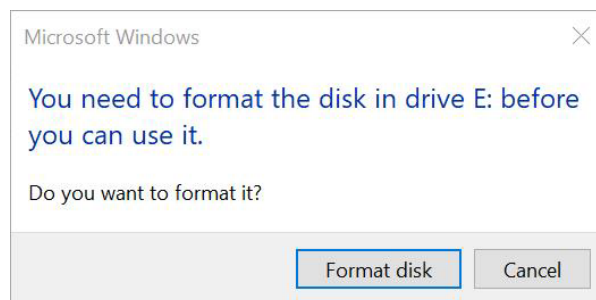 Microsoft Windows
You need to format the disk in drive E: before
you can use it.
Do you want to format it?
Format disk
Cancel